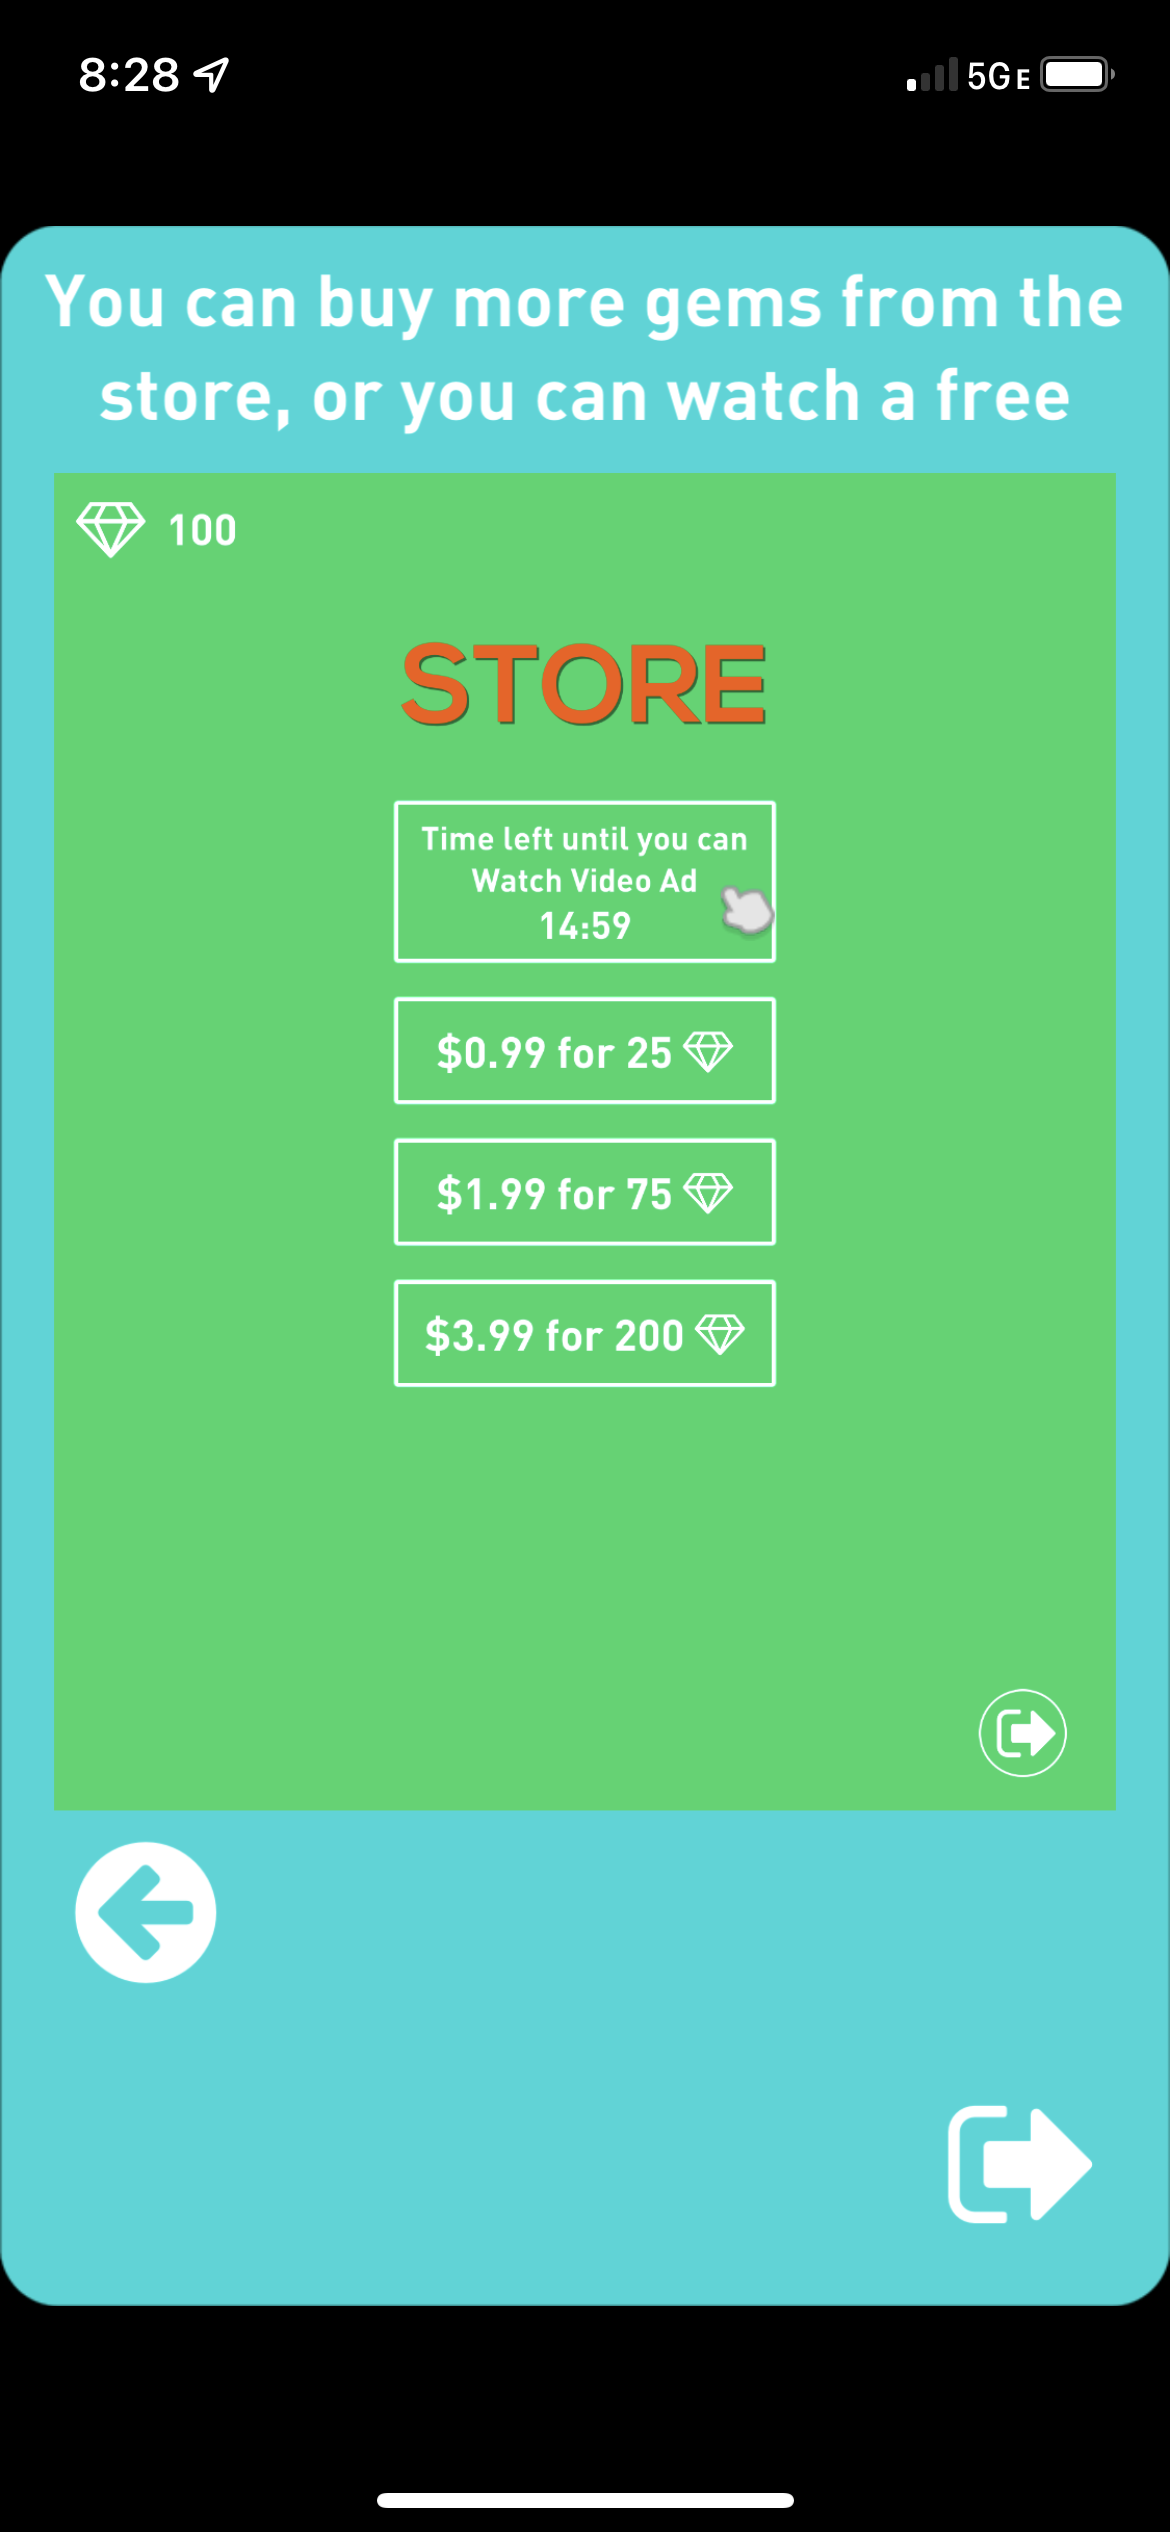 8:28
5GE
You can buy more gems from the
store, or you can watch a free
100
STORE
Time left until you can
Watch Video Ad
14:59
$0.99 for 25
$1.99 for 75
$3.99 for 200